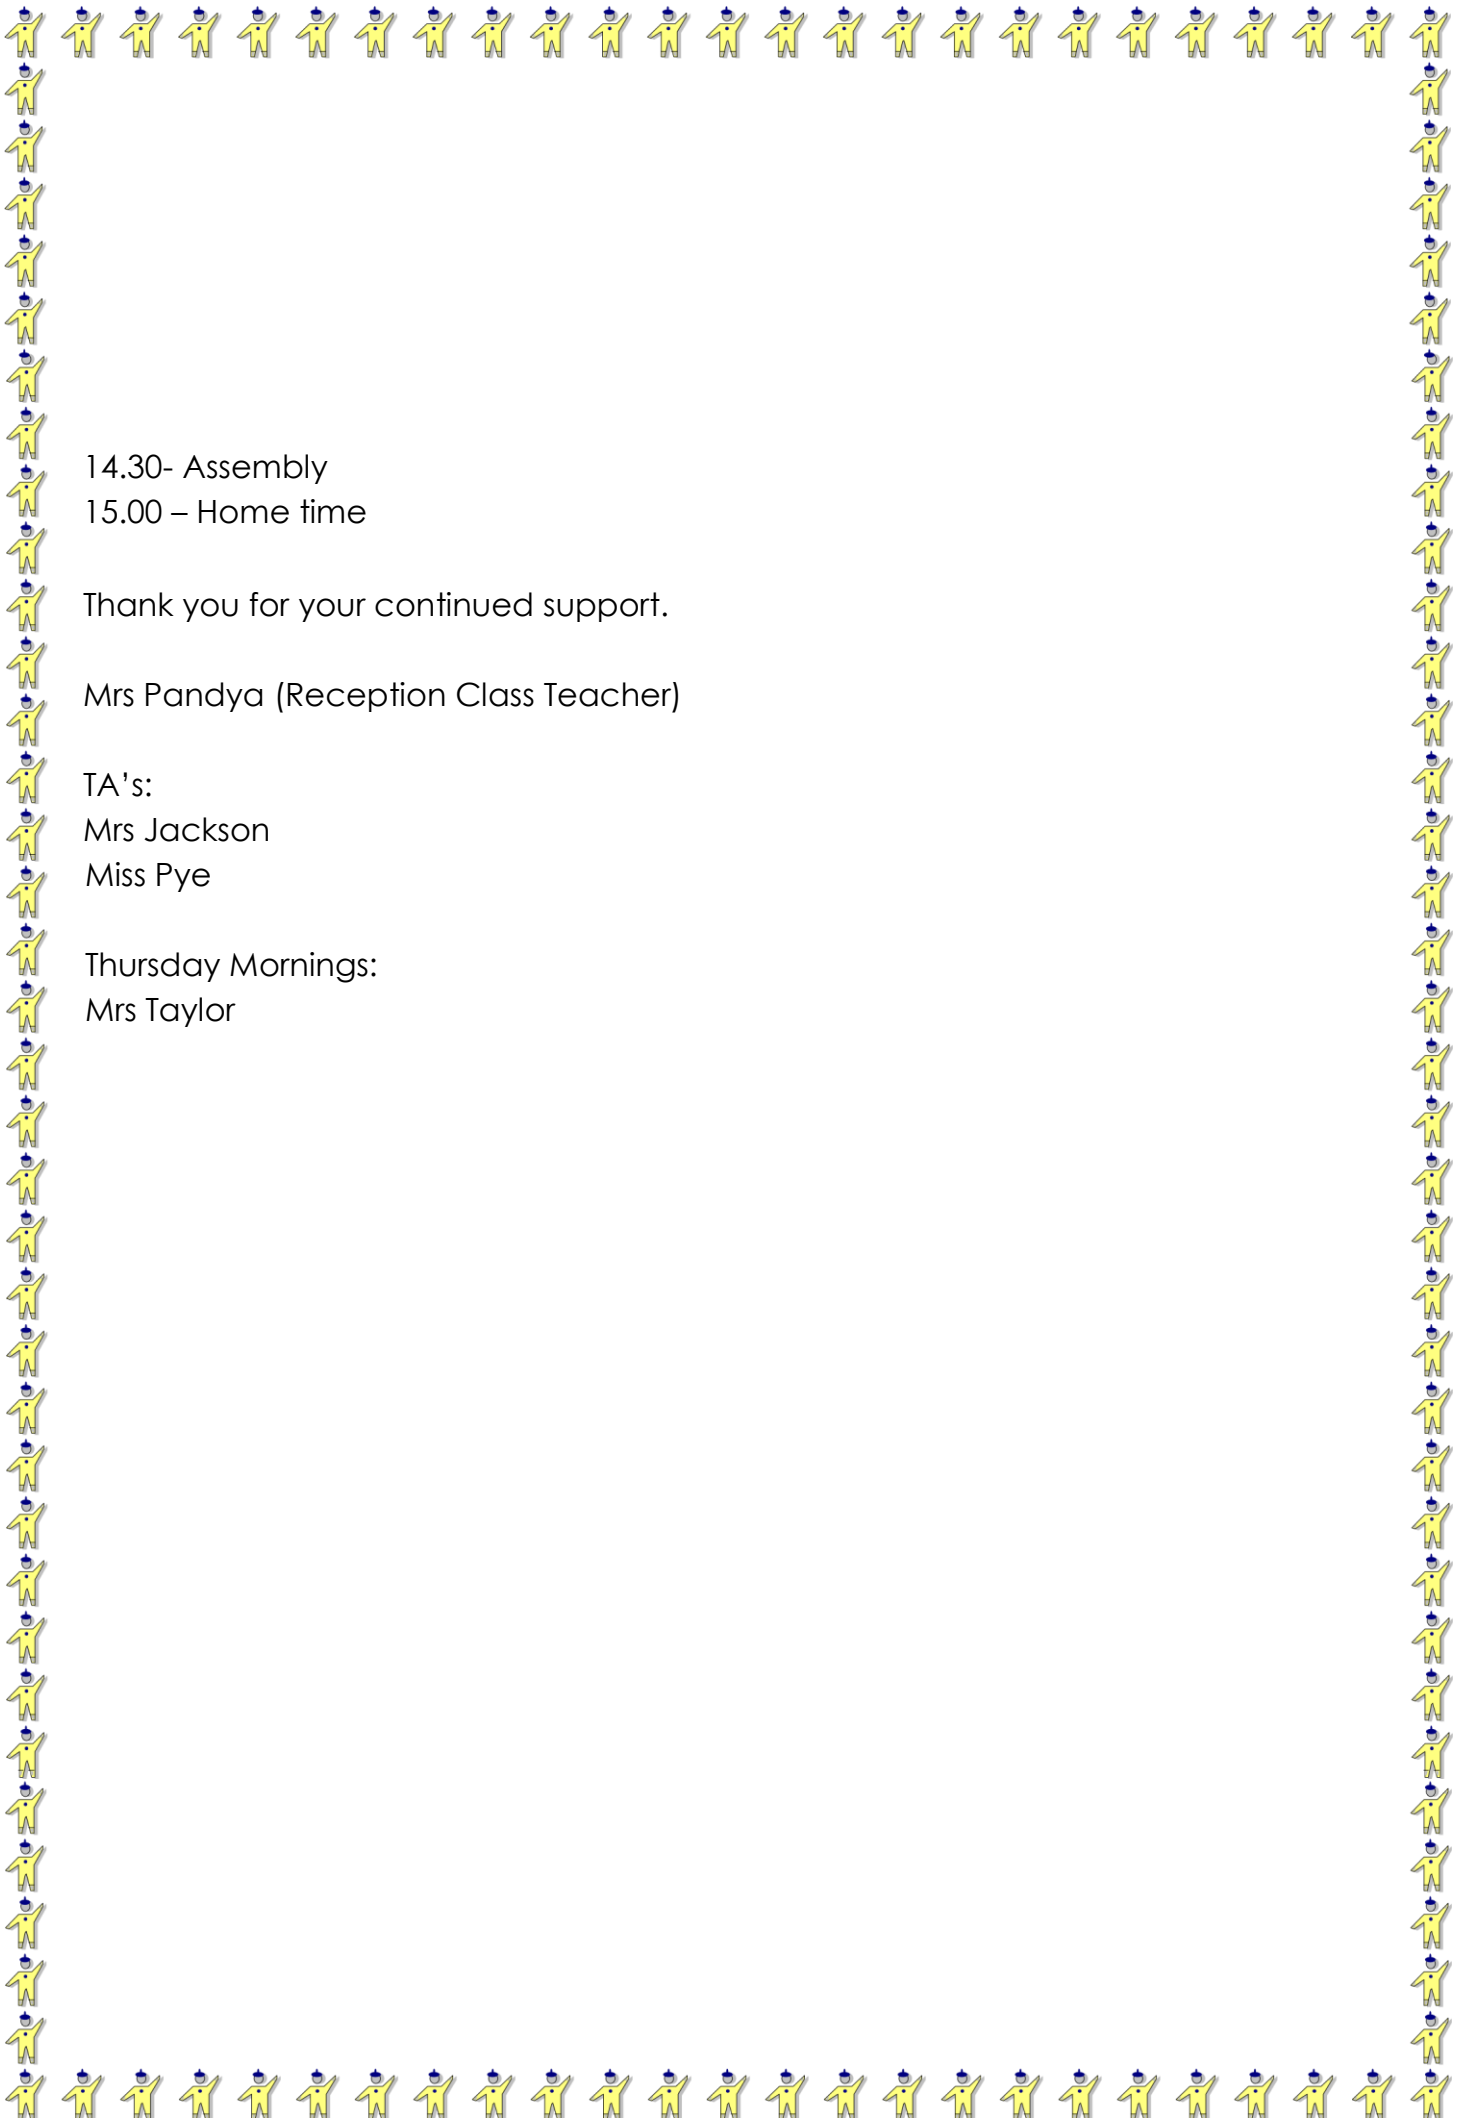 14.30- Assembly
15.00 – Home time
Thank you for your continued support.
Mrs Pandya (Reception Class Teacher)
TA’s:
Mrs Jackson
Miss Pye
Thursday Mornings:
Mrs Taylor